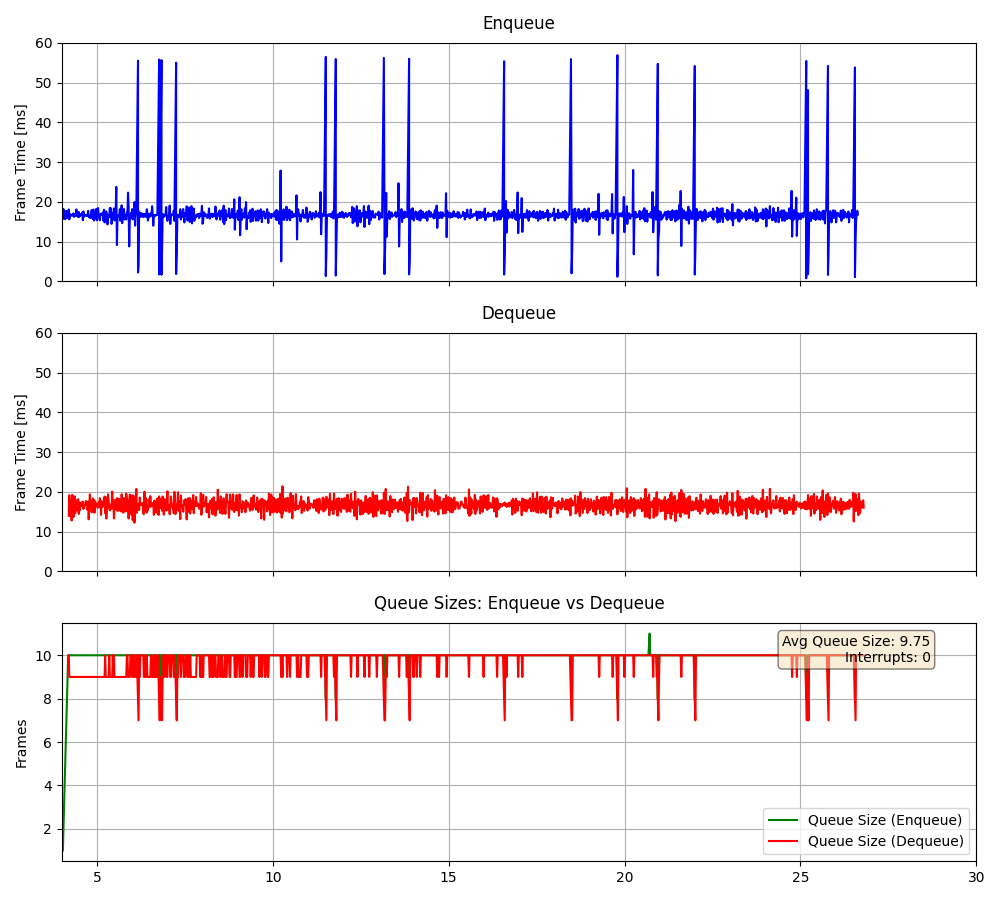 Enqueue
60
50
40
30
20
10
0
Frame Time [ms]
Dequeue
60
50
40
30
20
10
0
Frame Time [ms]
Queue Sizes: Enqueue vs Dequeue
10
8
6
4
2
Frames
Avg Queue Size: 9.75
Interrupts: 0
Queue Size (Enqueue)
Queue Size (Dequeue)
5 10 15 20 25 30